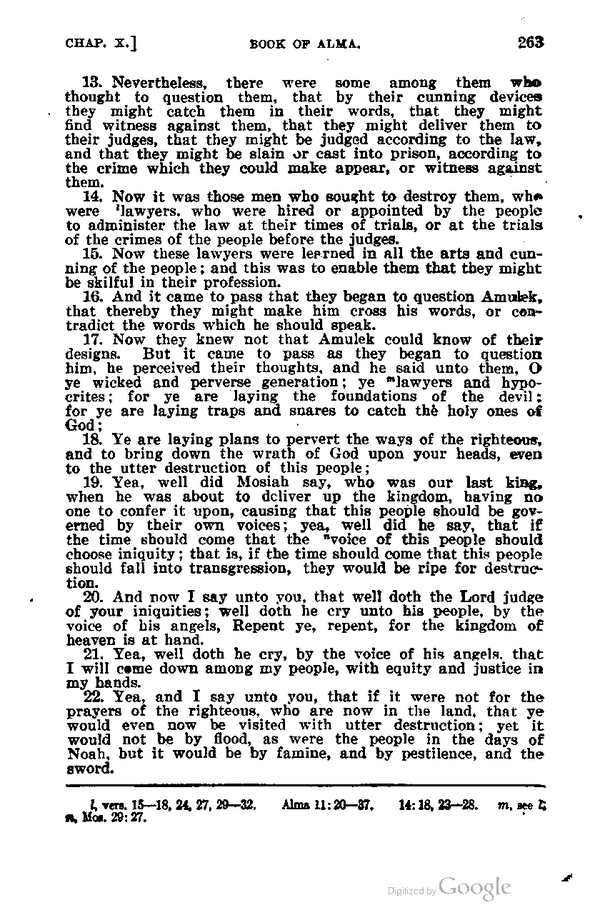 CHAP. X.] BOOK OF ALMA. 263
13. Nevertheless, there were some among them who
thought to question them, that by their cunning devices
they might catch them in their words, that they might
find witness against them, that they might deliver them to
their judges, that they might be judged according to the law,
and that they might be slain or cast into prison, according to
the crime which they could make appear, or witness against
them.
14. Now it was those men who sought to destroy them, who
were ˡlawyers, who were hired or appointed by the people
to administer the law at their times of trials, or at the trials
of the crimes of the people before the judges.
15. Now these lawyers were learned in all the arts and cun-
ning of the people; and this was to enable them that they might
be skilful in their profession.
16. And it came to pass that they began to question Amulek,
that thereby they might make him cross his words, or con-
tradict the words which he should speak.
17. Now they knew not that Amulek could know of their
designs. But it came to pass as they began to question
him, he perceived their thoughts, and he said unto them, O
ye wicked and perverse generation; ye ᵐlawyers and hypo-
crites; for ye are laying the foundations of the devil;
for ye are laying traps and snares to catch the holy ones of
God;
18. Ye are laying plans to pervert the ways of the righteous,
and to bring down the wrath of God upon your heads, even
to the utter destruction of this people;
19. Yea, well did Mosiah say, who was our last king,
when he was about to deliver up the kingdom, having no
one to confer it upon, causing that this people should be gov-
erned by their own voices; yea, well did he say, that if
the time should come that the ⁿvoice of this people should
choose iniquity; that is, if the time should come that this people
should fall into transgression, they would be ripe for destruc-
tion.
20. And now I say unto you, that well doth the Lord judge
of your iniquities; well doth he cry unto his people, by the
voice of his angels, Repent ye, repent, for the kingdom of
heaven is at hand.
21. Yea, well doth he cry, by the voice of his angels, that
I will come down among my people, with equity and justice in
my hands.
22. Yea, and I say unto you, that if it were not for the
prayers of the righteous, who are now in the land, that ye
would even now be visited with utter destruction; yet it
would not be by flood, as were the people in the days of
Noah, but it would be by famine, and by pestilence, and the
sword.
l, vers. 15—18, 24, 27, 29—32. Alma 11: 20—37. 14: 18, 23—28. m, see l;
n, Mos. 29: 27.
Digitized by Google